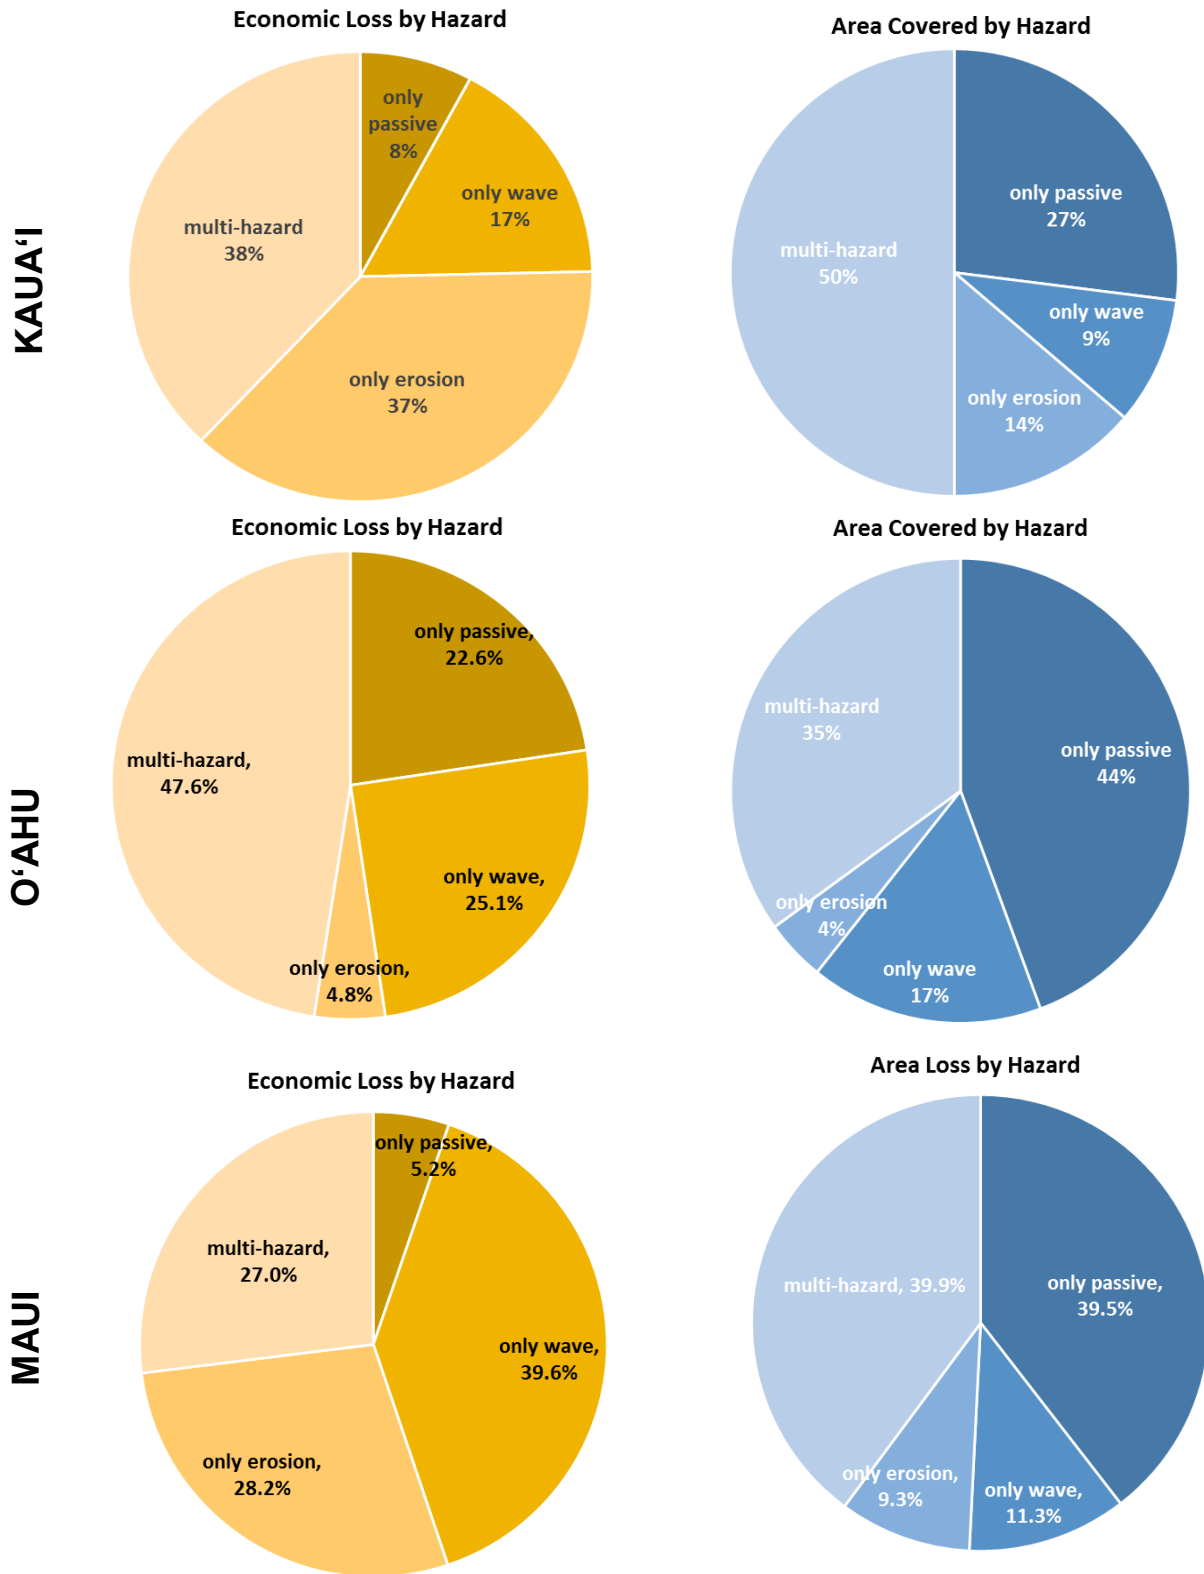 Economic Loss by Hazard
Area Covered by Hazard
KAUAʻI
only
passive
8%
only wave
17%
multi-hazard
38%
only erosion
37%
only passive
27%
multi-hazard
50%
only wave
9%
only erosion
14%
Economic Loss by Hazard
Area Covered by Hazard
OʻAHU
only passive,
22.6%
multi-hazard,
47.6%
only wave,
25.1%
only erosion,
4.8%
multi-hazard
35%
only passive
44%
only erosion
4%
only wave
17%
Economic Loss by Hazard
Area Loss by Hazard
MAUI
only passive,
5.2%
multi-hazard,
27.0%
only wave,
39.6%
only erosion,
28.2%
multi-hazard, 39.9%
only passive,
39.5%
only erosion,
9.3%
only wave,
11.3%